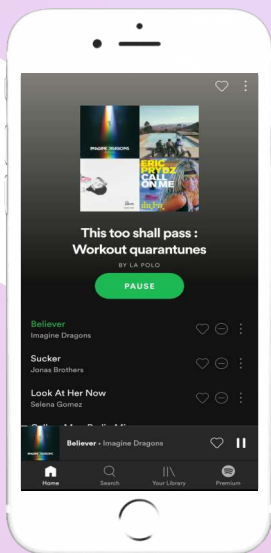 IMAGINE DRAGONS
ERIC
PRYDZ
CALL
ON ME
This too shall pass :
Workout quarantunes
BY LA POLO
PAUSE
Believer
Imagine Dragons
Sucker
Jonas Brothers
Look At Her Now
Selena Gomez
Believer • Imagine Dragons
Home
Search
Your Library
Premium